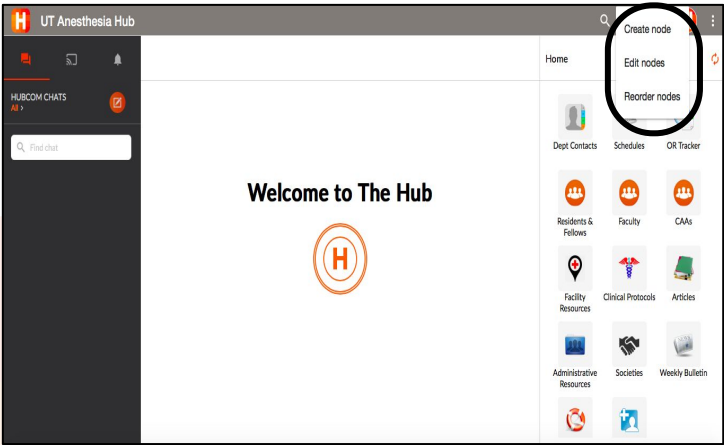 H UT Anesthesia Hub
Create node
Edit nodes
Reorder nodes
HUBCOM CHATS
All >
Find chat
Welcome to The Hub
H
Home
Dept Contacts Schedules OR Tracker
Residents & Fellows
Faculty CAAs
Facility Resources
Clinical Protocols Articles
Administrative Resources
Societies Weekly Bulletin